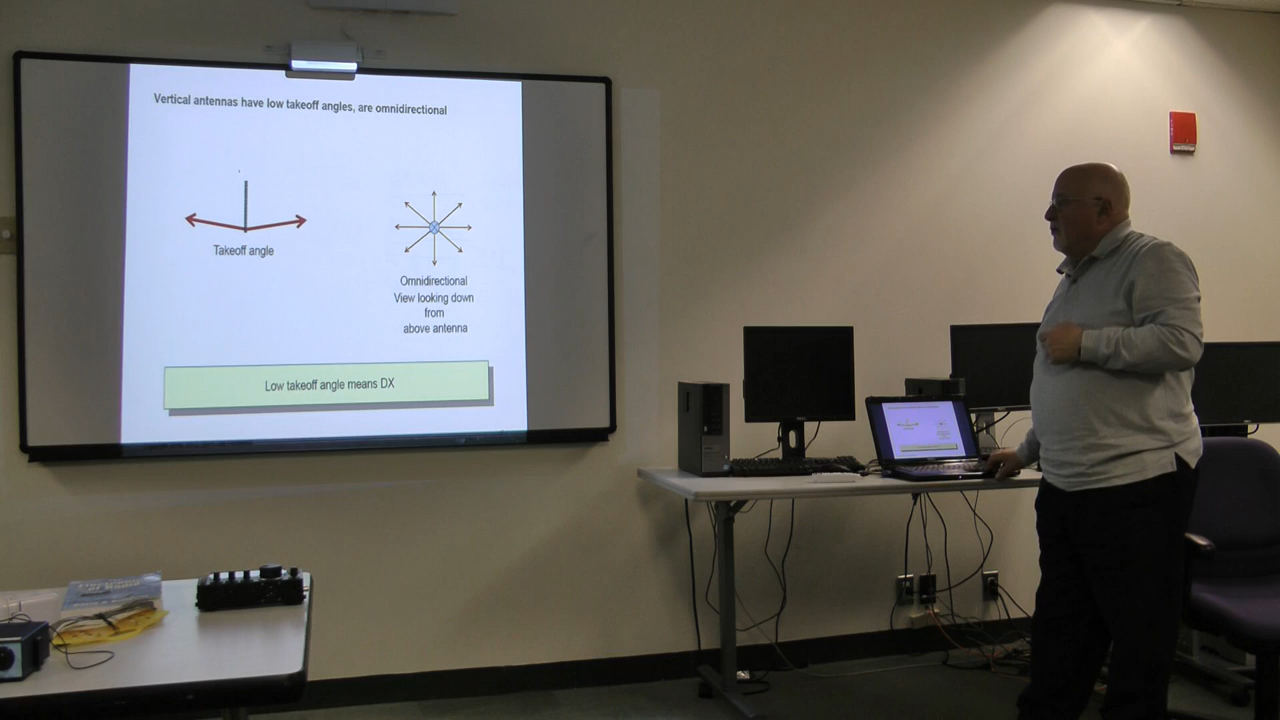 Vertical antennas have low takeoff angles, are omnidirectional
Takeoff angle
Omnidirectional
View looking down
from
above antenna
Low takeoff angle means DX